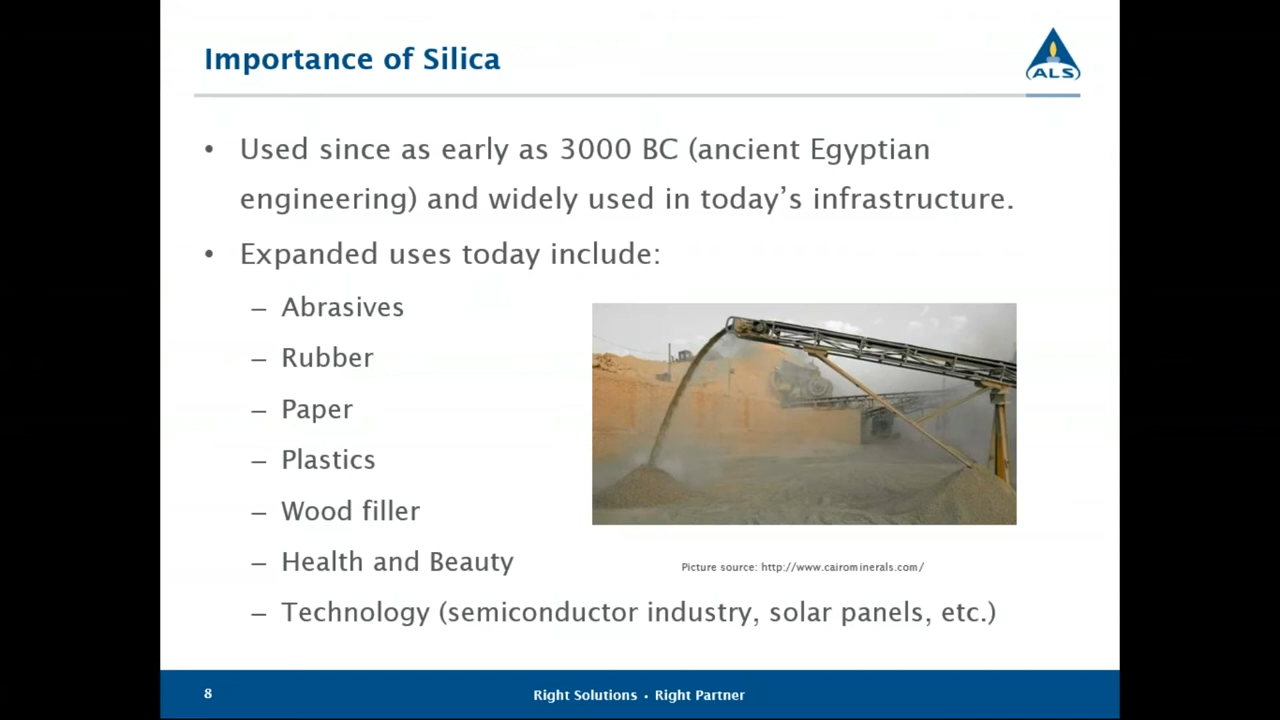 Importance of Silica
ALS
• Used since as early as 3000 BC (ancient Egyptian
engineering) and widely used in today’s infrastructure.
• Expanded uses today include:
– Abrasives
– Rubber
– Paper
– Plastics
– Wood filler
– Health and Beauty
Picture source: http://www.cairominerals.com/
– Technology (semiconductor industry, solar panels, etc.)
8
Right Solutions • Right Partner